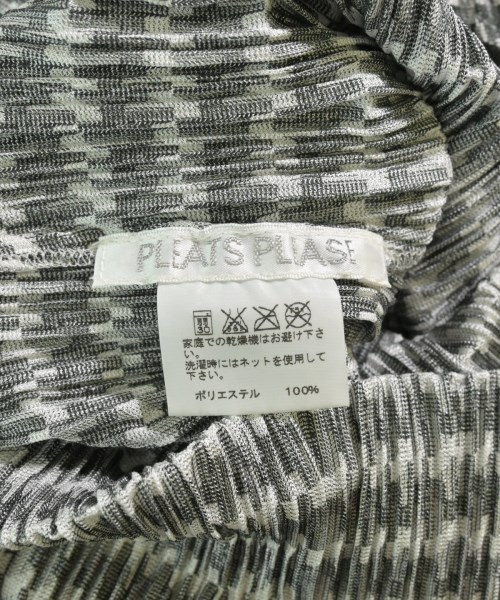 PLEATS PLEASE
家庭での乾燥機はお避け下さ
い。
洗濯時にはネットを使用して
下さい。
ポリエステル 100%